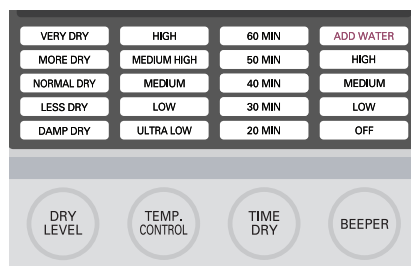 VERY DRY HIGH 60 MIN ADD WATER
MORE DRY MEDIUM HIGH 50 MIN HIGH
NORMAL DRY MEDIUM 40 MIN MEDIUM
LESS DRY LOW 30 MIN LOW
DAMP DRY ULTRA LOW 20 MIN OFF
DRY LEVEL
TEMP. CONTROL
TIME DRY
BEEPER